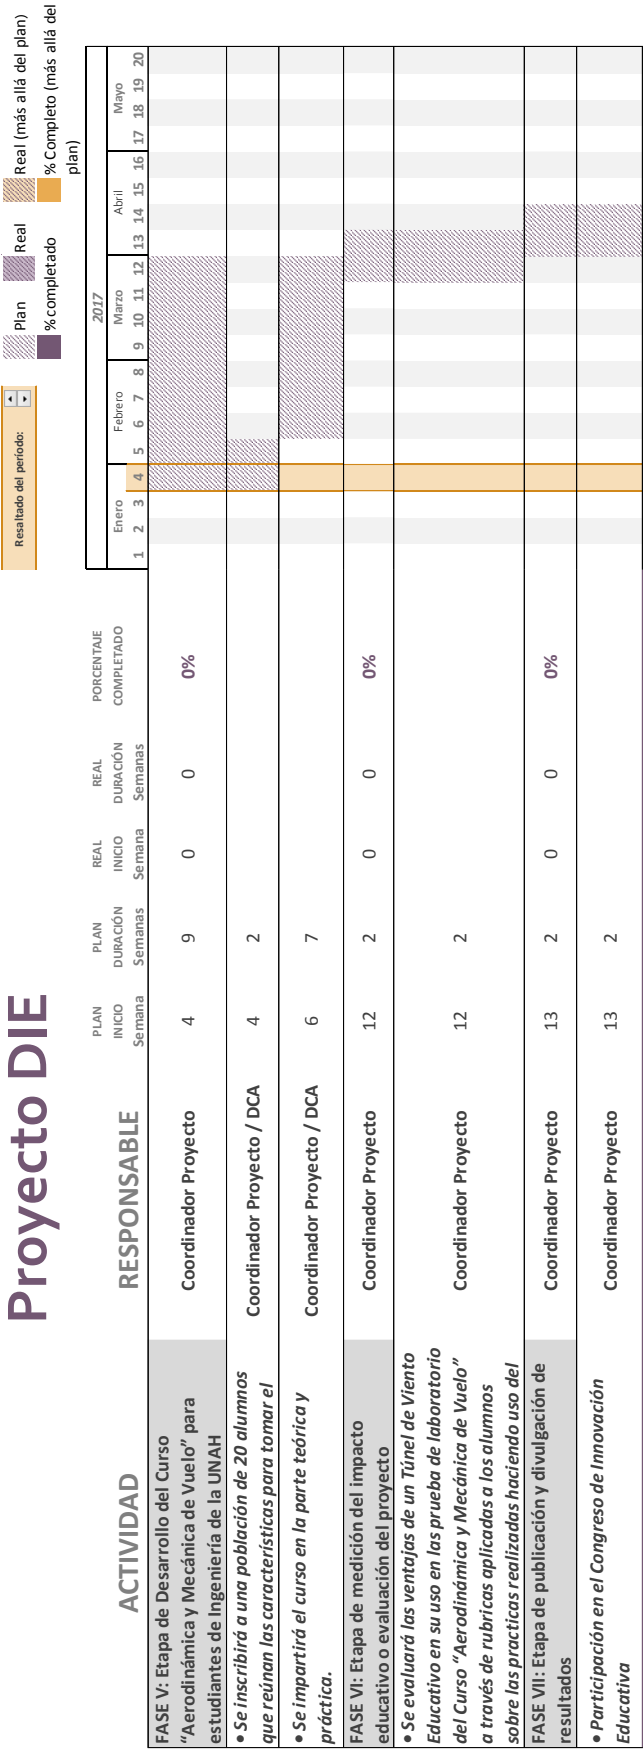 Proyecto DIE
Resaltado del período:
Plan
Real
Real (más allá del plan)
% completado
% Completo (más allá del
plan)
ACTIVIDAD
RESPONSABLE
PLAN
INICIO
Semana
PLAN
DURACIÓN
Semanas
REAL
INICIO
Semana
REAL
DURACIÓN
Semanas
PORCENTAJE
COMPLETADO
2017
Enero Febrero Marzo Abril Mayo
1 2 3 4 5 6 7 8 9 10 11 12 13 14 15 16 17 18 19 20
FASE V: Etapa de Desarrollo del Curso
“Aerodinámica y Mecánica de Vuelo” para
estudiantes de Ingeniería de la UNAH
Coordinador Proyecto 4 9 0 0 0%
• Se inscribirá a una población de 20 alumnos
que reúnan las características para tomar el
Coordinador Proyecto / DCA 4 2
• Se impartirá el curso en la parte teórica y
práctica.
Coordinador Proyecto / DCA 6 7
FASE VI: Etapa de medición del impacto
educativo o evaluación del proyecto
Coordinador Proyecto 12 2 0 0 0%
• Se evaluará las ventajas de un Túnel de Viento
Educativo en su uso en las prueba de laboratorio
del Curso “Aerodinámica y Mecánica de Vuelo”
a través de rubricas aplicadas a los alumnos
sobre las practicas realizadas haciendo uso del
Coordinador Proyecto 12 2
FASE VII: Etapa de publicación y divulgación de
resultados
Coordinador Proyecto 13 2 0 0 0%
• Participación en el Congreso de Innovación
Educativa
Coordinador Proyecto 13 2